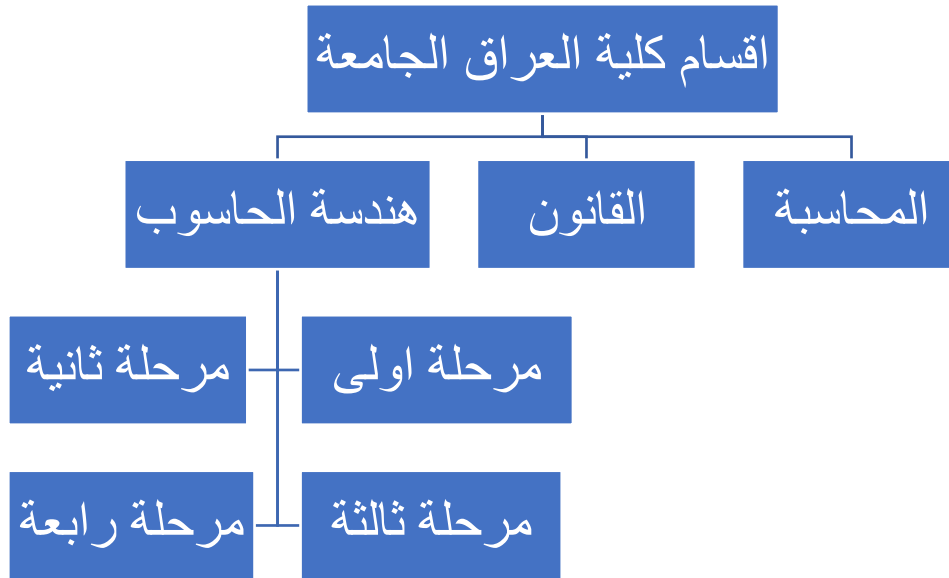 اقسام كلية العراق الجامعة
المحاسبة
القانون
هندسة الحاسوب
مرحلة اولى
مرحلة ثانية
مرحلة ثالثة
مرحلة رابعة